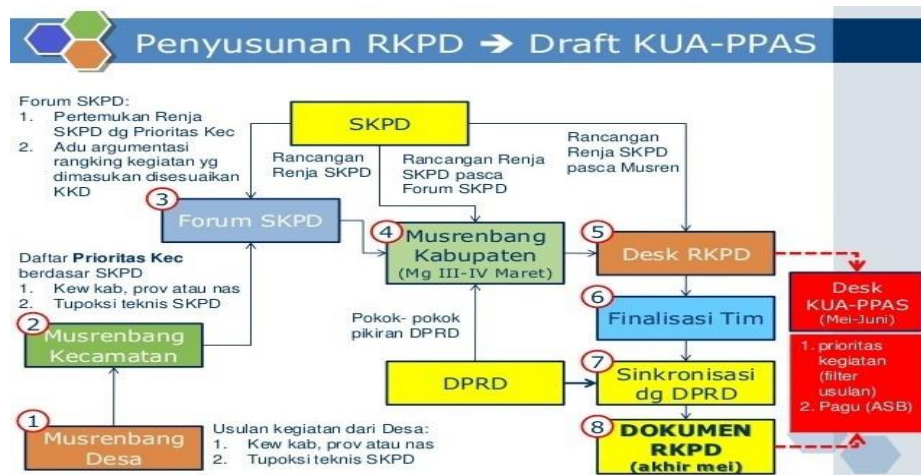 Penyusunan RKPD ➔ Draft KUA-PPAS
Forum SKPD:
1. Pertemukan Renja
SKPD dg Prioritas Kec
2. Adu argumentasi
rangking kegiatan yg
dimasukan disesuaikan
KKD
SKPD
Rancangan
Renja SKPD
Rancangan Renja
SKPD pasca
Forum SKPD
Rancangan
Renja SKPD
pasca Musren
3
Forum SKPD
4
Musrenbang
Kabupaten
(Mg III-IV Maret)
5
Desk RKPD
Daftar Prioritas Kec
berdasar SKPD
1. Kew kab, prov atau nas
2. Tupoksi teknis SKPD
2
Musrenbang
Kecamatan
Pokok- pokok
pikiran DPRD
6
Finalisasi Tim
Desk
KUA-PPAS
(Mei-Juni)
1. prioritas
kegiatan
(filter
usulan)
2. Pagu (ASB)
DPRD
7
Sinkronisasi
dg DPRD
1
Musrenbang
Desa
Usulan kegiatan dari Desa:
1. Kew kab, prov atau nas
2. Tupoksi teknis SKPD
8
DOKUMEN
RKPD
(akhir mei)